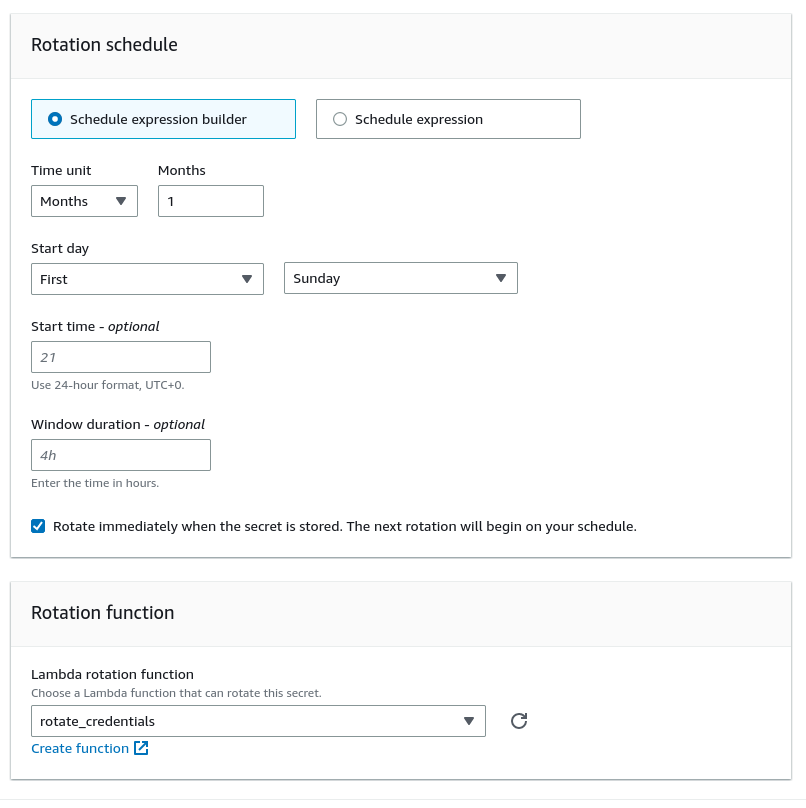 Rotation schedule
Schedule expression builder
Schedule expression
Time unit
Months
Months
1
Start day
First
Sunday
Start time - optional
21
Use 24-hour format, UTC+0.
Window duration - optional
4h
Enter the time in hours.
Rotate immediately when the secret is stored. The next rotation will begin on your schedule.
Rotation function
Lambda rotation function
Choose a Lambda function that can rotate this secret.
rotate_credentials
Create function